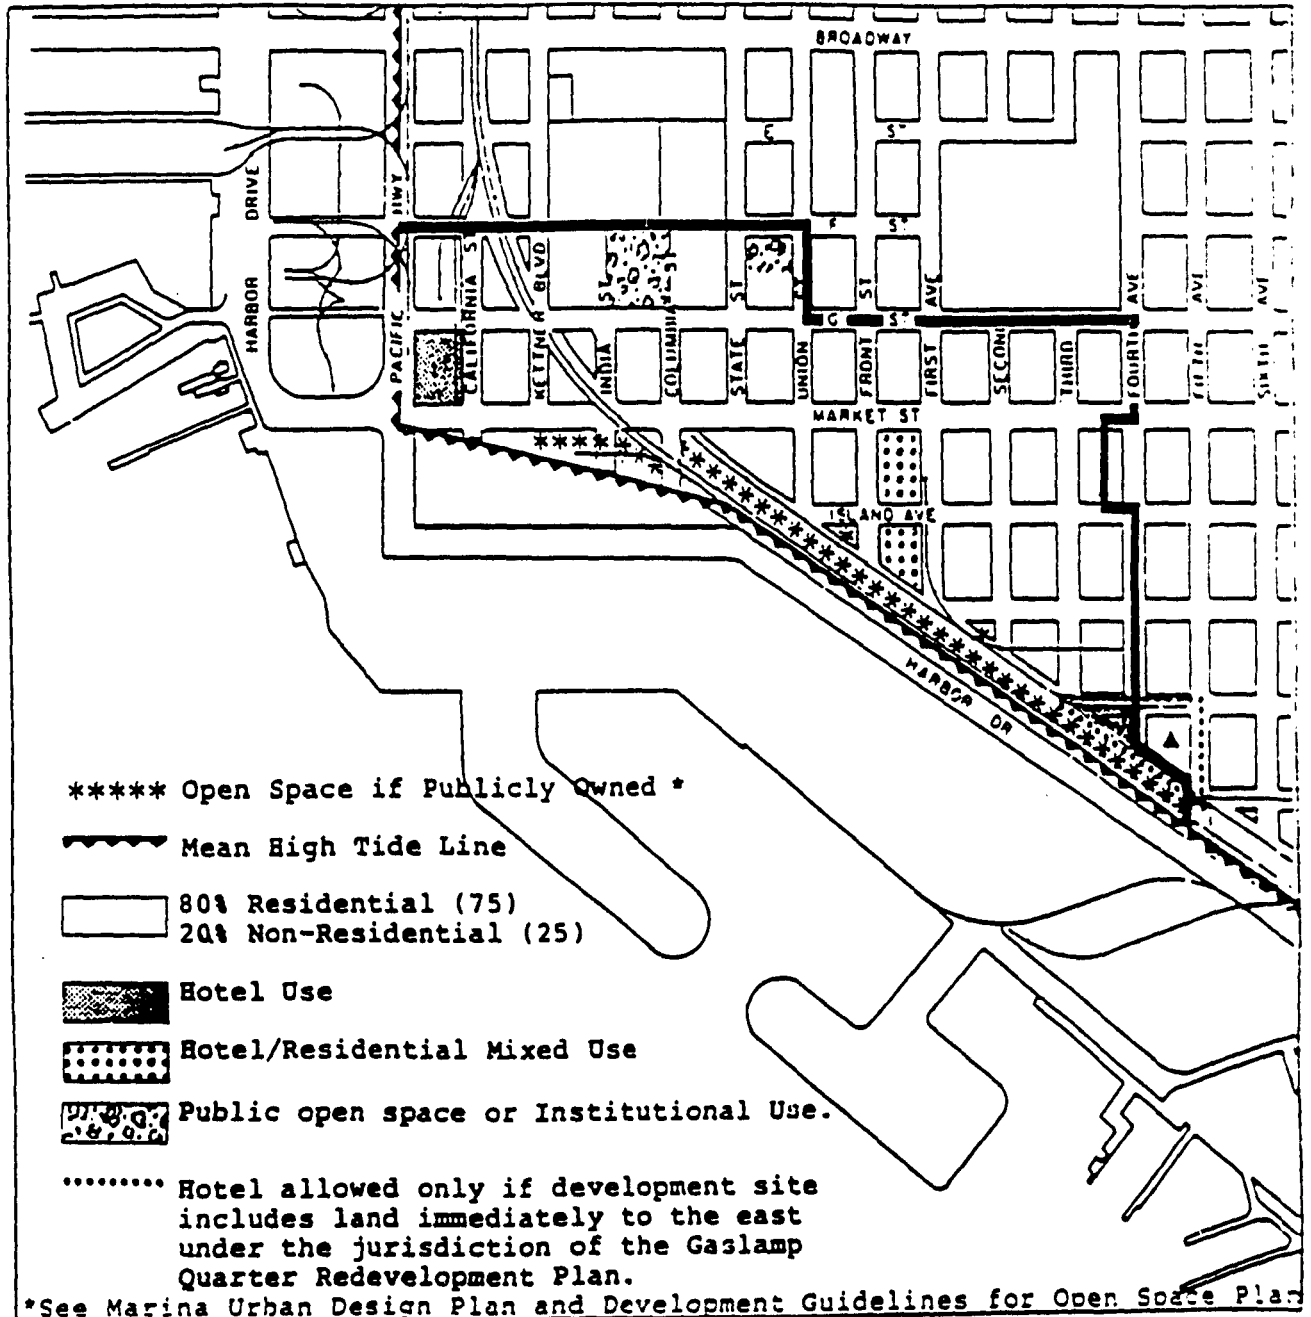 BROADWAY
E ST
DRIVE
HARBOR
HWY
PACIFIC
CALIFORNIA ST
KETTNER BLVD
INDIA ST
COLUMBIA ST
STATE ST
UNION
F ST
G ST
FRONT ST
FIRST AVE
SECOND
THIRD
FOURTH AVE
FIFTH AVE
SIXTH AVE
MARKET ST
ISLAND AVE
HARBOR DR
***** Open Space if Publicly Owned *
Mean High Tide Line
80% Residential (75)
20% Non-Residential (25)
Hotel Use
Hotel/Residential Mixed Use
Public open space or Institutional Use.
Hotel allowed only if development site
includes land immediately to the east
under the jurisdiction of the Gaslamp
Quarter Redevelopment Plan.
*See Marina Urban Design Plan and Development Guidelines for Open Space Plan